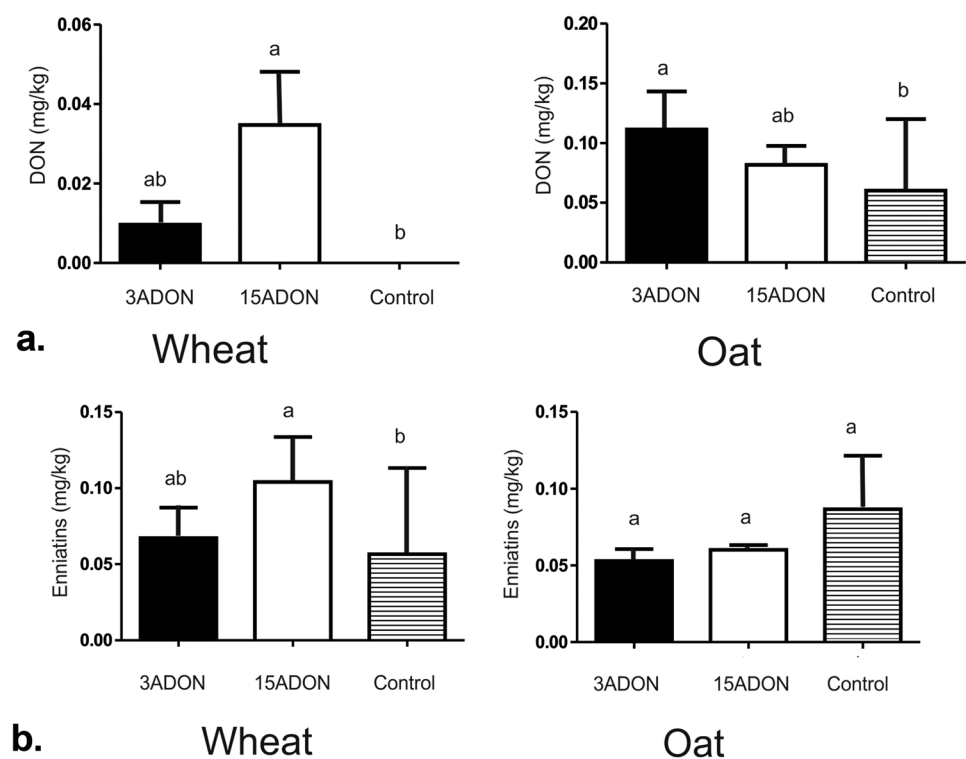 0.06
0.04
0.02
0.00
DON (mg/kg)
ab
a
b
3ADON 15ADON Control
Wheat
0.20
0.15
0.10
0.05
0.00
DON (mg/kg)
a
ab
b
3ADON 15ADON Control
Oat
a.
0.15
0.10
0.05
0.00
Enniatins (mg/kg)
ab
a
b
3ADON 15ADON Control
Wheat
0.15
0.10
0.05
0.00
Enniatins (mg/kg)
a
a
a
3ADON 15ADON Control
Oat
b.